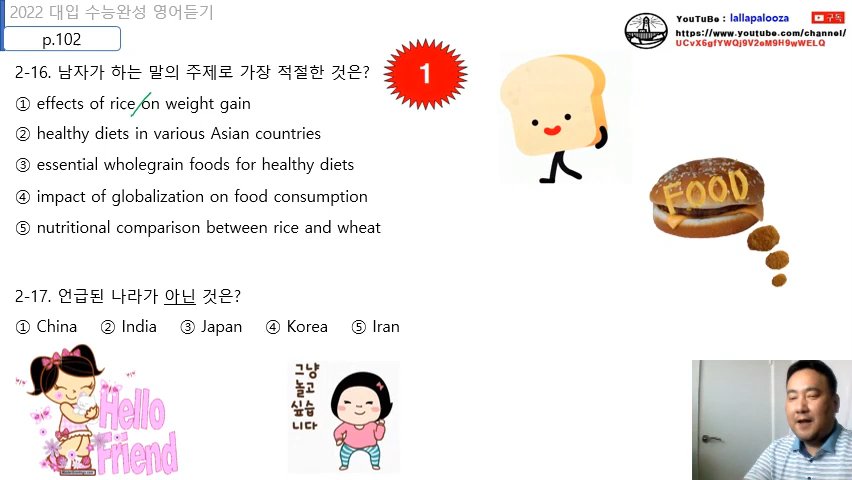 2022 대입 수능완성 영어듣기
p.102
YouTuBe : lallapalooza
구독
https://www.youtube.com/channel/
UCvX6gfYWQj9V2eM9H9wWELQ
2-16. 남자가 하는 말의 주제로 가장 적절한 것은?
1
① effects of rice on weight gain
② healthy diets in various Asian countries
③ essential wholegrain foods for healthy diets
④ impact of globalization on food consumption
⑤ nutritional comparison between rice and wheat
FOOD
2-17. 언급된 나라가 아닌 것은?
① China ② India ③ Japan ④ Korea ⑤ Iran
Hello
Friend
그냥
놀고
싶습
니다